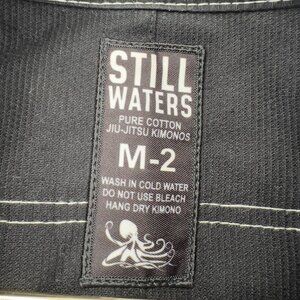 STILL
WATERS
PURE COTTON
JIU-JITSU KIMONOS
M-2
WASH IN COLD WATER
DO NOT USE BLEACH
HANG DRY KIMONO